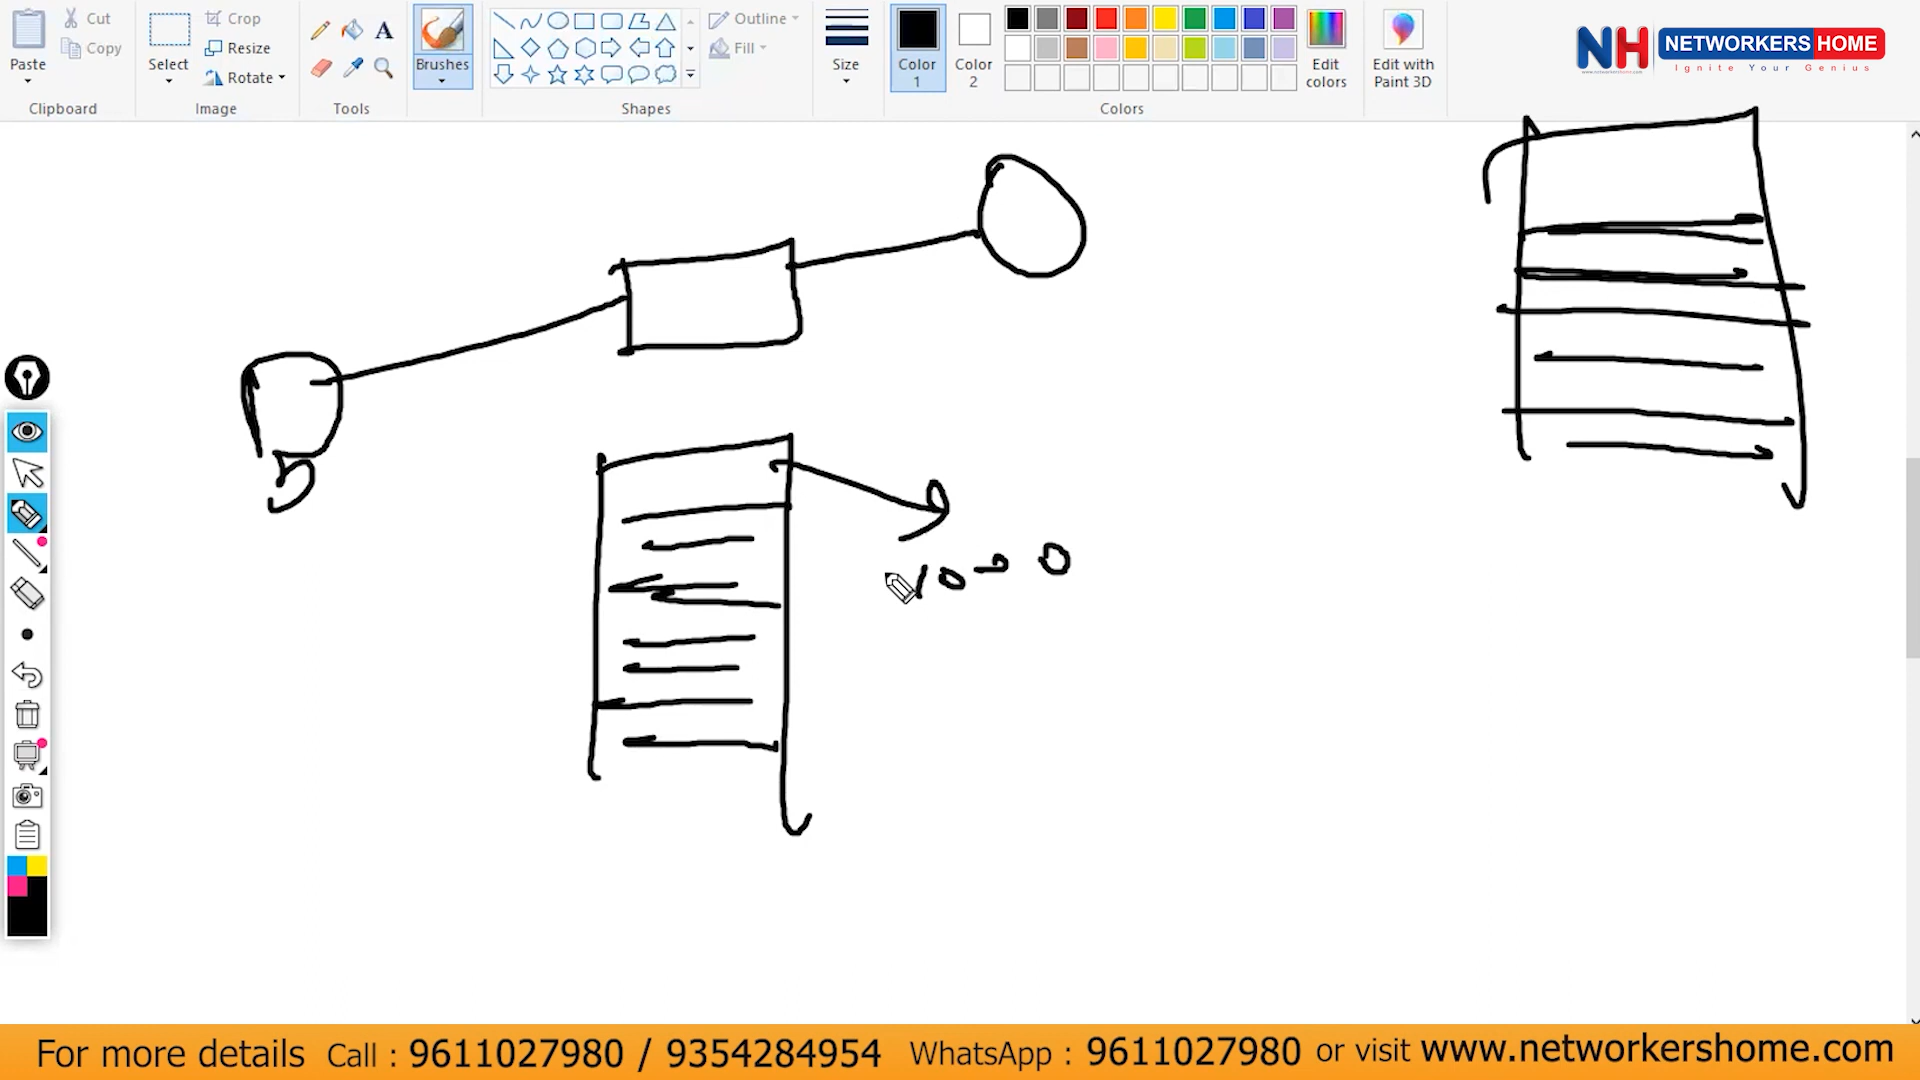 Paste
Cut
Copy
Clipboard
Select
Crop
Resize
Rotate
Image
A
Tools
Brushes
Shapes
Outline
Fill
Size
Color 1
Color 2
Colors
Edit colors
Edit with Paint 3D
NH
NETWORKERS HOME
Ignite Your Genius
10 → 0
For more details Call : 9611027980 / 9354284954 WhatsApp : 9611027980 or visit www.networkershome.com